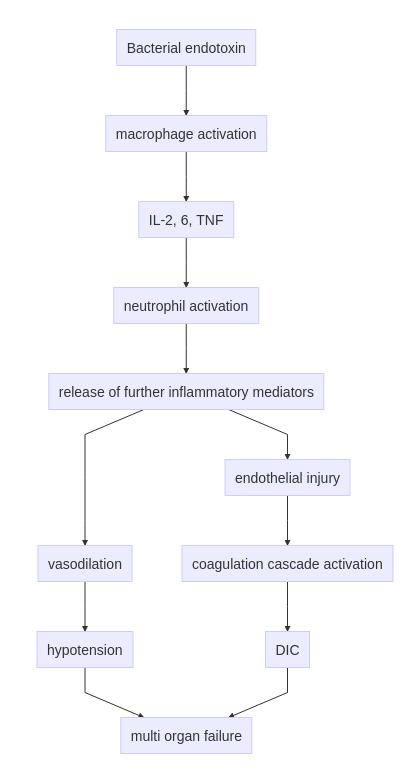 Bacterial endotoxin
macrophage activation
IL-2, 6, TNF
neutrophil activation
release of further inflammatory mediators
endothelial injury
vasodilation
coagulation cascade activation
hypotension
DIC
multi organ failure